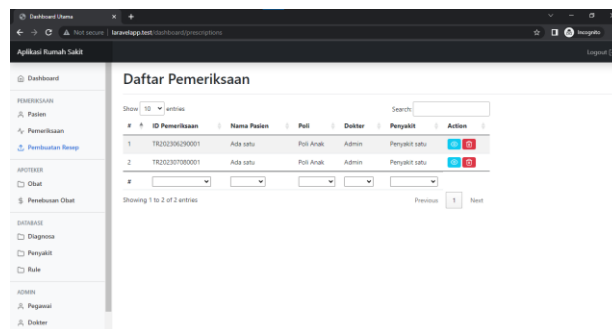 Dashboard Utama
Not secure | laravelapp.test/dashboard/prescriptions
Incognito
Aplikasi Rumah Sakit
Logout
Dashboard
PEMERIKSAAN
Pasien
Pemeriksaan
Pembuatan Resep
APOTEKER
Obat
Penebusan Obat
DATABASE
Diagnosa
Penyakit
Rule
ADMIN
Pegawai
Dokter
Daftar Pemeriksaan
Show 10 entries
Search:
# ID Pemeriksaan Nama Pasien Poli Dokter Penyakit Action
1 TR202306290001 Ada satu Poli Anak Admin Penyakit satu
2 TR202307080001 Ada satu Poli Anak Admin Penyakit satu
#
Showing 1 to 2 of 2 entries
Previous 1 Next